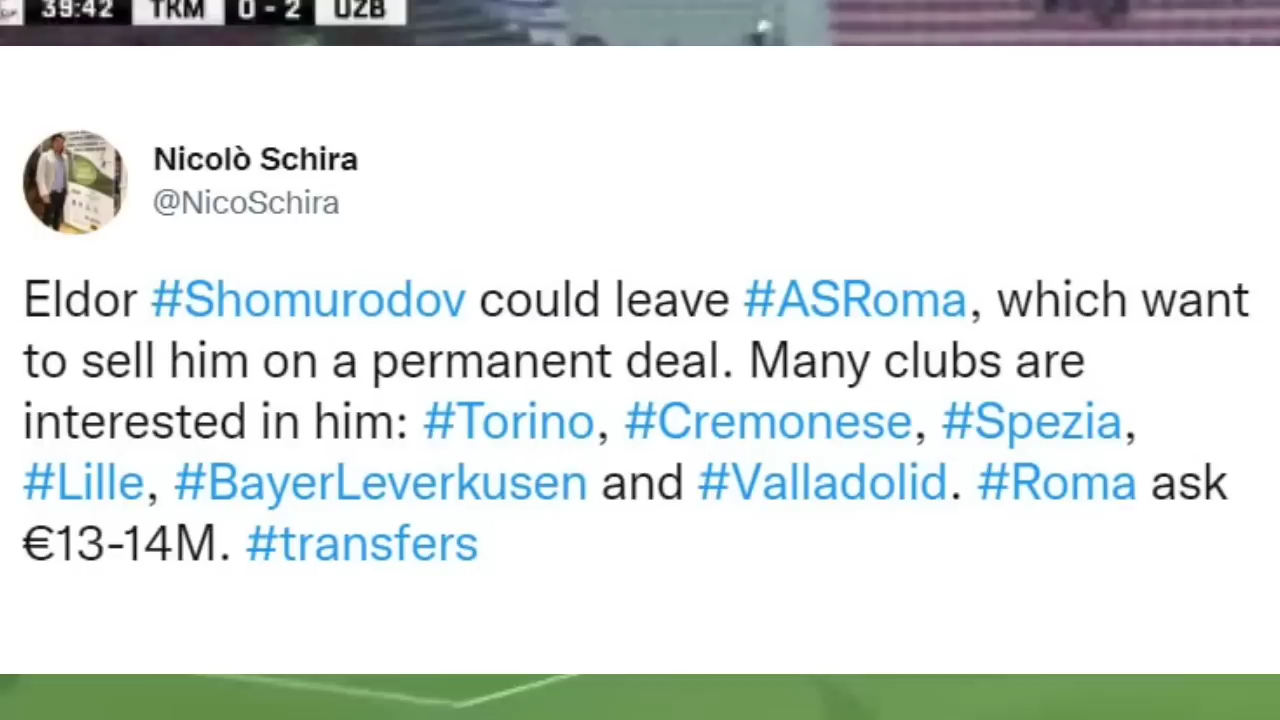 39:42 TKM 0 - 2 UZB
Nicolò Schira
@NicoSchira
Eldor #Shomurodov could leave #ASRoma, which want
to sell him on a permanent deal. Many clubs are
interested in him: #Torino, #Cremonese, #Spezia,
#Lille, #BayerLeverkusen and #Valladolid. #Roma ask
€13-14M. #transfers